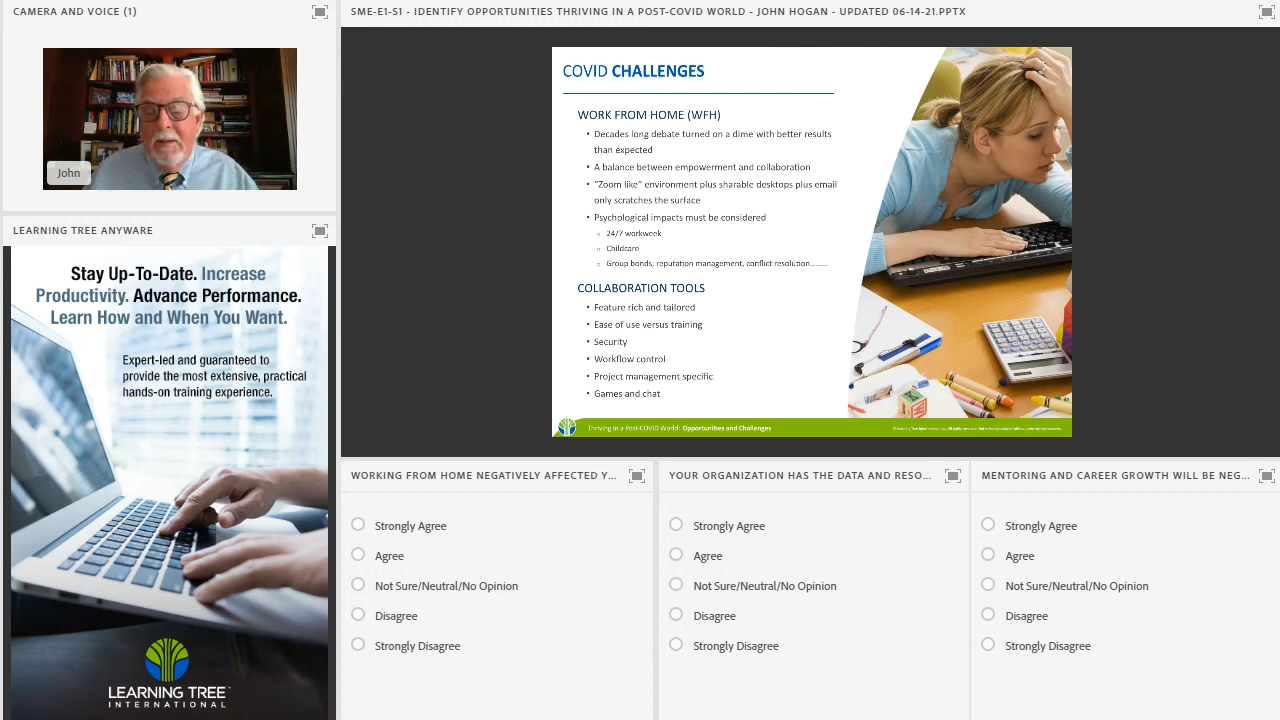 CAMERA AND VOICE (1)
John
LEARNING TREE ANYWARE
Stay Up-To-Date. Increase
Productivity. Advance Performance.
Learn How and When You Want.
Expert-led and guaranteed to
provide the most extensive, practical
hands-on training experience.
LEARNING TREE™
INTERNATIONAL
SME-E1-S1 - IDENTIFY OPPORTUNITIES THRIVING IN A POST-COVID WORLD - JOHN HOGAN - UPDATED 06-14-21.PPTX
COVID CHALLENGES
WORK FROM HOME (WFH)
• Decades long debate turned on a dime with better results
than expected
• A balance between empowerment and collaboration
• “Zoom like” environment plus sharable desktops plus email
only scratches the surface
• Psychological impacts must be considered
○ 24/7 workweek
○ Childcare
○ Group bonds, reputation management, conflict resolution........
COLLABORATION TOOLS
• Feature rich and tailored
• Ease of use versus training
• Security
• Workflow control
• Project management specific
• Games and chat
Thriving In a Post-COVID World: Opportunities and Challenges
WORKING FROM HOME NEGATIVELY AFFECTED Y...
Strongly Agree
Agree
Not Sure/Neutral/No Opinion
Disagree
Strongly Disagree
YOUR ORGANIZATION HAS THE DATA AND RESO...
Strongly Agree
Agree
Not Sure/Neutral/No Opinion
Disagree
Strongly Disagree
MENTORING AND CAREER GROWTH WILL BE NEG...
Strongly Agree
Agree
Not Sure/Neutral/No Opinion
Disagree
Strongly Disagree